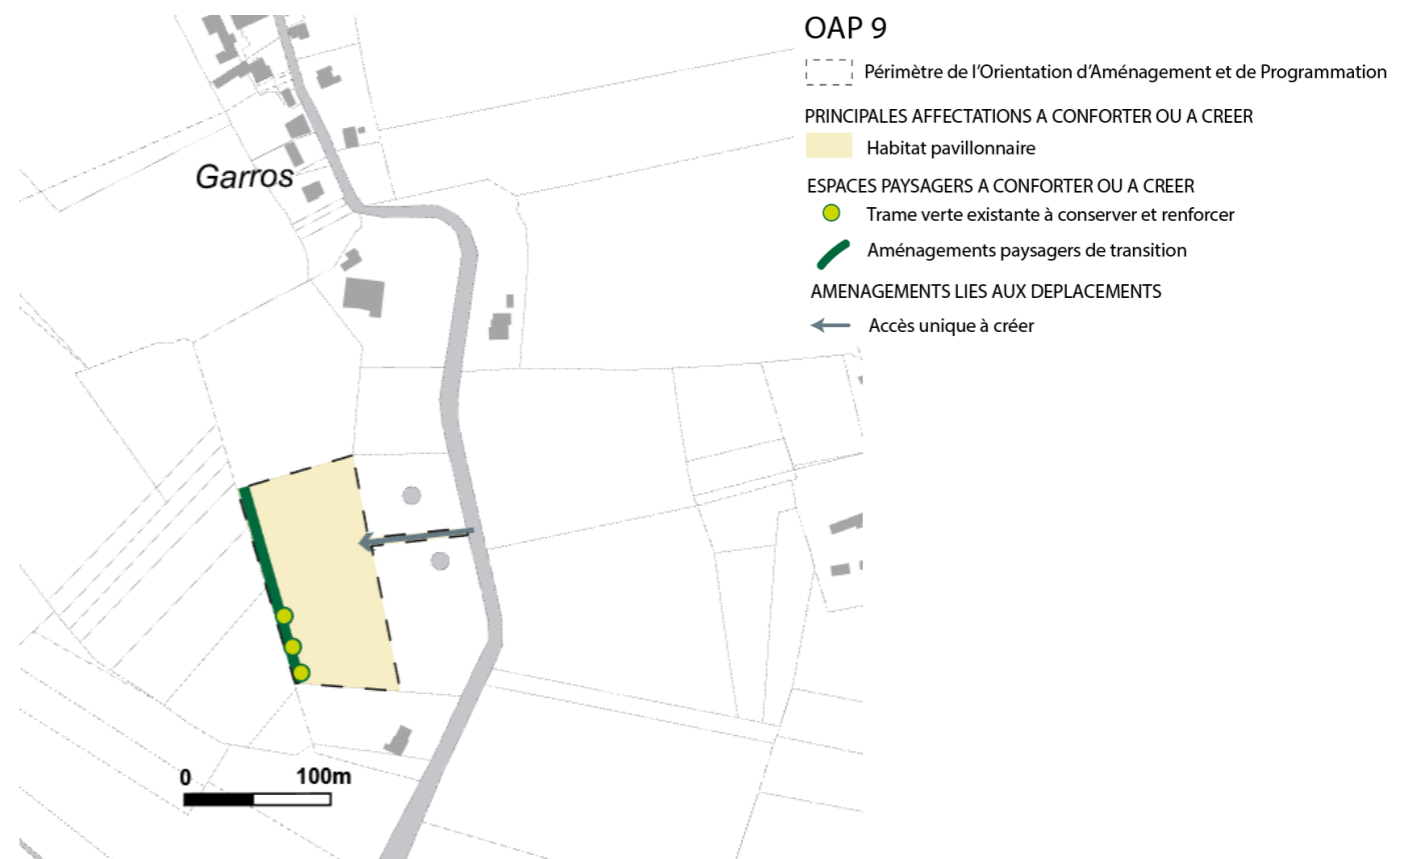 OAP 9
Périmètre de l'Orientation d'Aménagement et de Programmation
PRINCIPALES AFFECTATIONS A CONFORTER OU A CREER
Habitat pavillonnaire
ESPACES PAYSAGERS A CONFORTER OU A CREER
Trame verte existante à conserver et renforcer
Aménagements paysagers de transition
AMENAGEMENTS LIES AUX DEPLACEMENTS
Accès unique à créer
Garros
0 100m